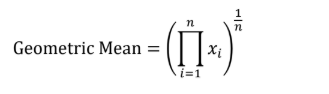 Geometric Mean = (∏_{i=1}^{n} x_i)^{1/n}